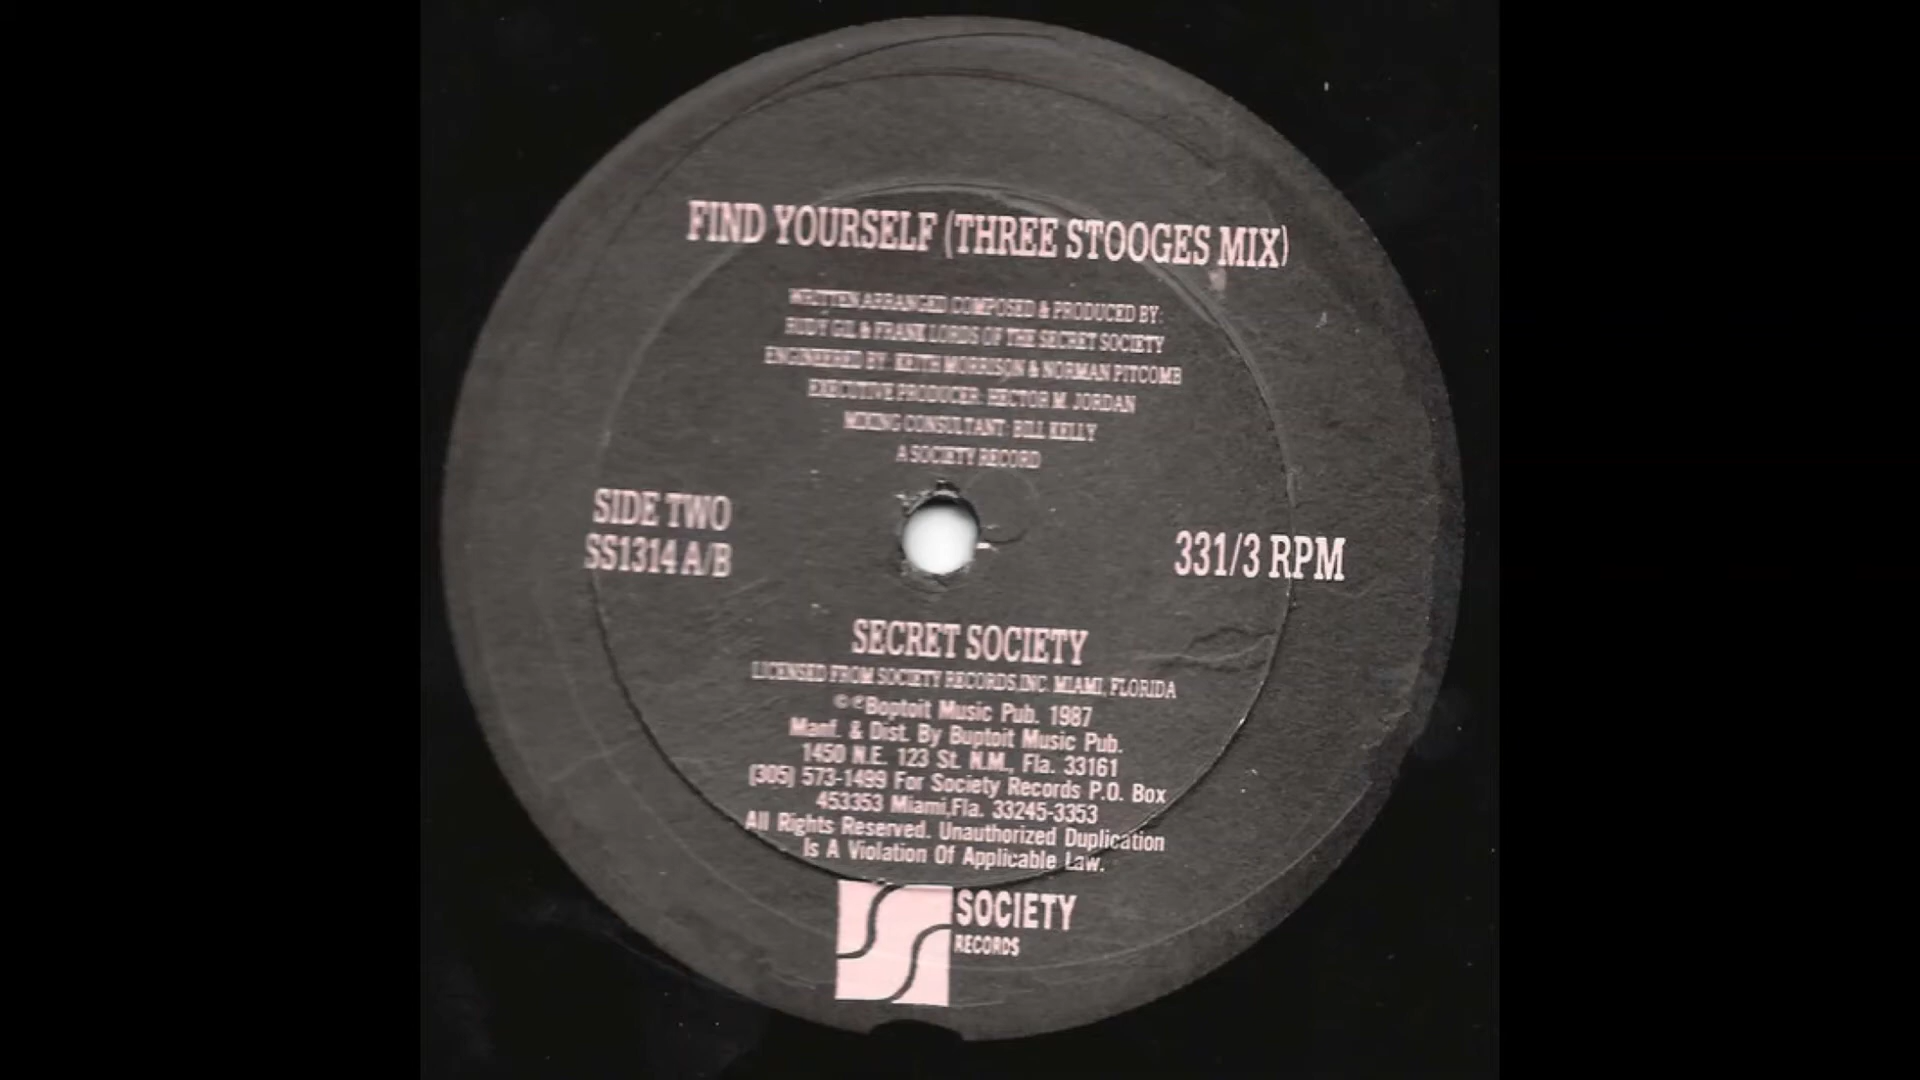 FIND YOURSELF (THREE STOOGES MIX)
WRITTEN,ARRANGED COMPOSED & PRODUCED BY:
RUDY GIL & FRANK LORDS OF THE SECRET SOCIETY
ENGINEERED BY: KEITH MORRISON & NORMAN PITCOMB
EXECUTIVE PRODUCER: HECTOR M. JORDAN
MIXING CONSULTANT: BILL KELLY
A SOCIETY RECORD
SIDE TWO
SS1314 A/B
331/3 RPM
SECRET SOCIETY
LICENSED FROM SOCIETY RECORDS,INC. MIAMI, FLORIDA
©℗Boptoit Music Pub. 1987
Manf. & Dist. By Buptoit Music Pub.
1450 N.E. 123 St. N.M., Fla. 33161
(305) 573-1499 For Society Records P.O. Box
453353 Miami,Fla. 33245-3353
All Rights Reserved. Unauthorized Duplication
Is A Violation Of Applicable Law.
SOCIETY
RECORDS